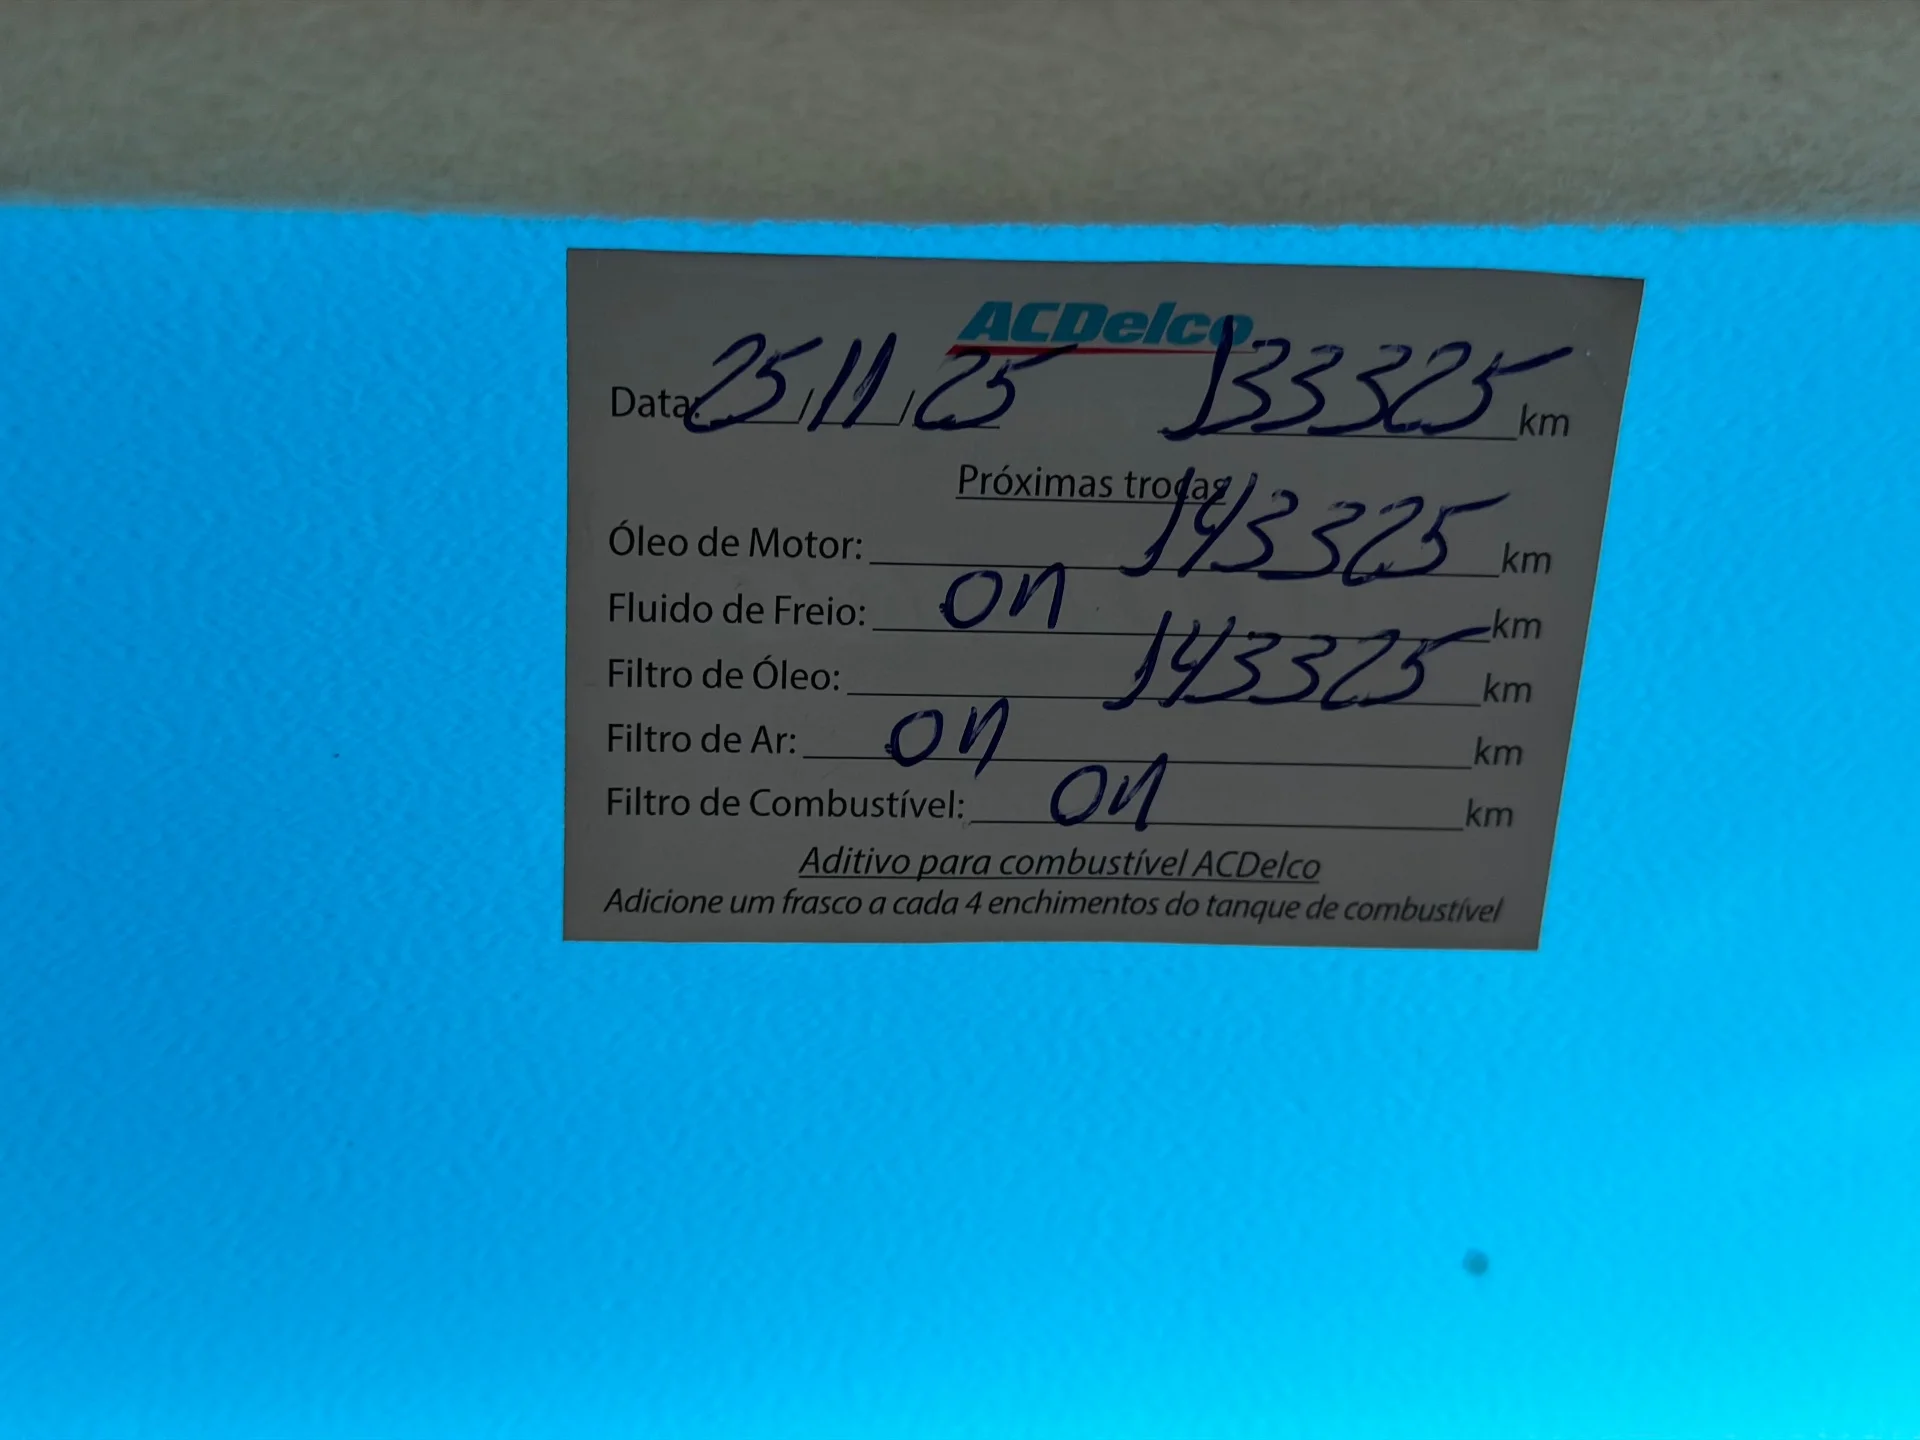 ACDelco
Data: 25/11/25 133325 km
Próximas trocas
Óleo de Motor: 143325 km
Fluido de Freio: on km
Filtro de Óleo: 143325 km
Filtro de Ar: on km
Filtro de Combustível: on km
Aditivo para combustível ACDelco
Adicione um frasco a cada 4 enchimentos do tanque de combustível